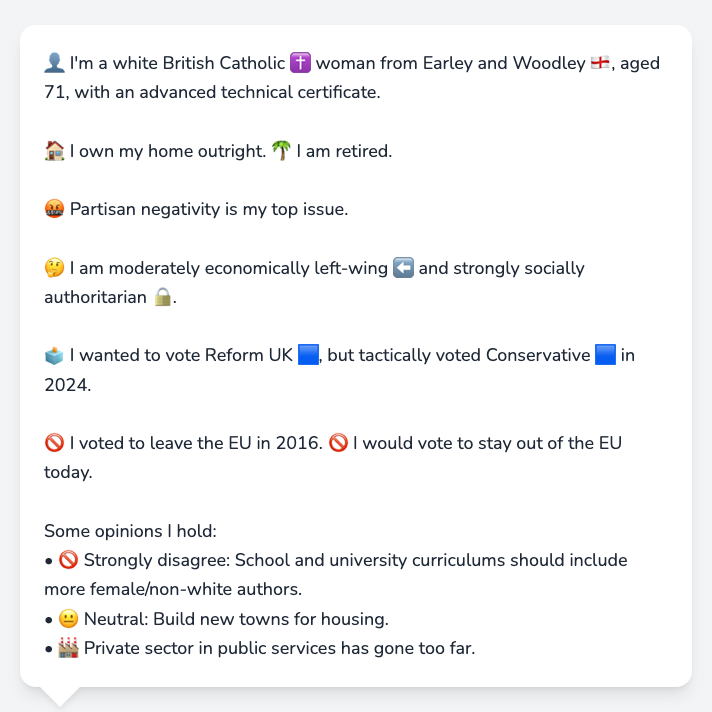 👤 I'm a white British Catholic ✝️ woman from Earley and Woodley 🏴󠁧󠁢󠁥󠁮󠁧󠁿, aged
71, with an advanced technical certificate.
🏠 I own my home outright. 🌴 I am retired.
🤬 Partisan negativity is my top issue.
🤔 I am moderately economically left-wing ⬅️ and strongly socially
authoritarian 🔒.
🗳️ I wanted to vote Reform UK 🟦, but tactically voted Conservative 🟦 in
2024.
🚫 I voted to leave the EU in 2016. 🚫 I would vote to stay out of the EU
today.
Some opinions I hold:
• 🚫 Strongly disagree: School and university curriculums should include
more female/non-white authors.
• 😐 Neutral: Build new towns for housing.
• 🏭 Private sector in public services has gone too far.